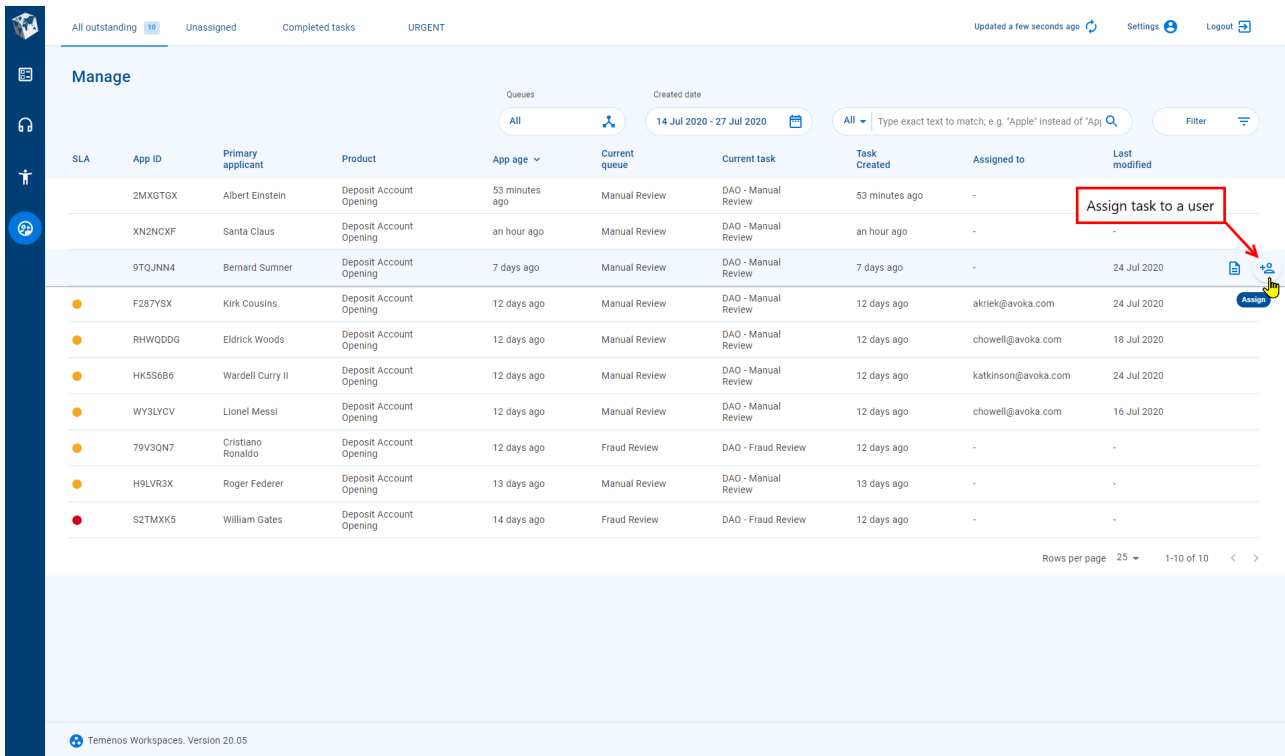 All outstanding 10 Unassigned Completed tasks URGENT Updated a few seconds ago Settings Logout
Manage
Queues Created date
All 14 Jul 2020 - 27 Jul 2020 All Type exact text to match; e.g. "Apple" instead of "Ap Filter
SLA App ID Primary applicant Product App age Current queue Current task Task Created Assigned to Last modified
2MXGTGX Albert Einstein Deposit Account Opening 53 minutes ago Manual Review DAO - Manual Review 53 minutes ago -
Assign task to a user
XN2NCXF Santa Claus Deposit Account Opening an hour ago Manual Review DAO - Manual Review an hour ago - -
9TQJNN4 Bernard Sumner Deposit Account Opening 7 days ago Manual Review DAO - Manual Review 7 days ago - 24 Jul 2020
F287YSX Kirk Cousins Deposit Account Opening 12 days ago Manual Review DAO - Manual Review 12 days ago akriek@avoka.com 24 Jul 2020 Assign
RHWQDDG Eldrick Woods Deposit Account Opening 12 days ago Manual Review DAO - Manual Review 12 days ago chowell@avoka.com 18 Jul 2020
HK5S6B6 Wardell Curry II Deposit Account Opening 12 days ago Manual Review DAO - Manual Review 12 days ago katkinson@avoka.com 24 Jul 2020
WY3LYCV Lionel Messi Deposit Account Opening 12 days ago Manual Review DAO - Manual Review 12 days ago chowell@avoka.com 16 Jul 2020
79V3QN7 Cristiano Ronaldo Deposit Account Opening 12 days ago Fraud Review DAO - Fraud Review 12 days ago - -
H9LVR3X Roger Federer Deposit Account Opening 13 days ago Manual Review DAO - Manual Review 13 days ago - -
S2TMXK5 William Gates Deposit Account Opening 14 days ago Fraud Review DAO - Fraud Review 12 days ago - -
Rows per page 25 1-10 of 10
Temenos Workspaces. Version 20.05